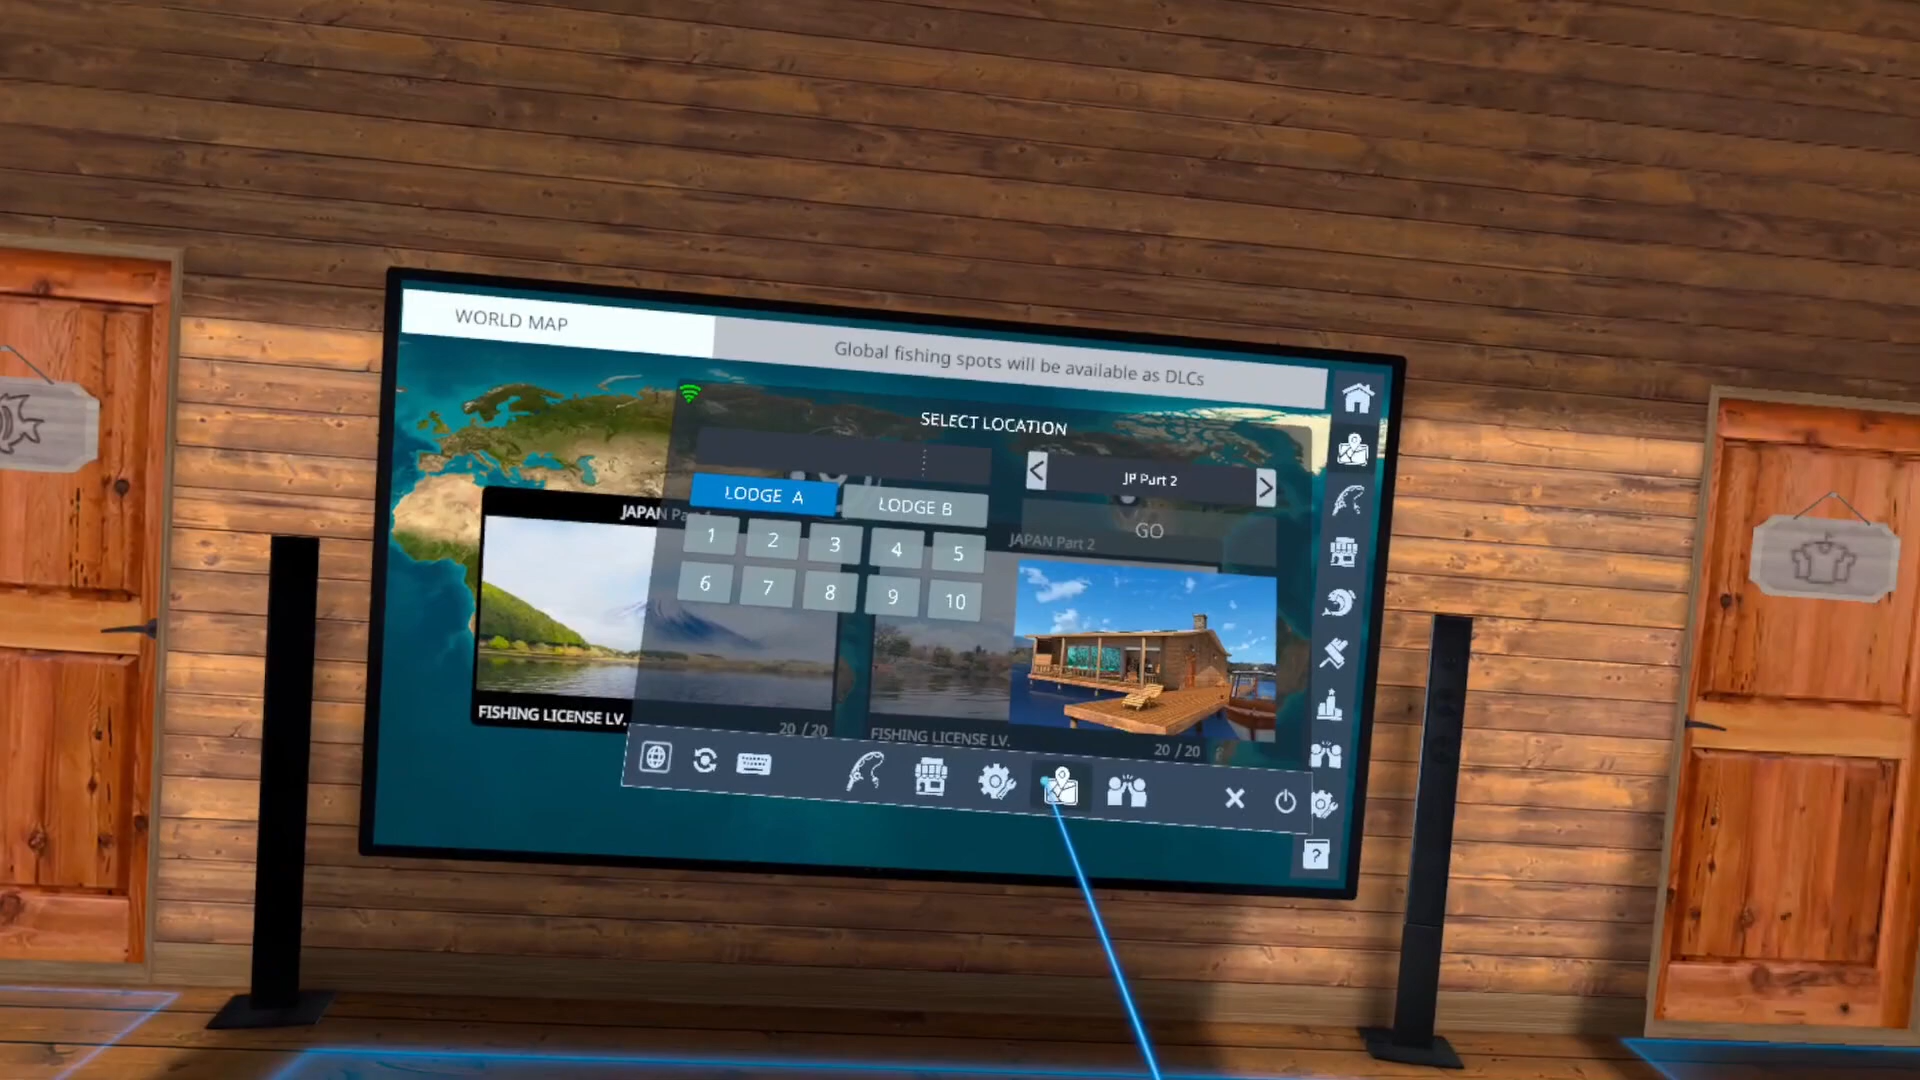 WORLD MAP
Global fishing spots will be available as DLCs
SELECT LOCATION
JP Part 2
LODGE A
LODGE B
GO
JAPAN Pa
JAPAN Part 2
1 2 3 4 5
6 7 8 9 10
FISHING LICENSE LV.
20 / 20
FISHING LICENSE LV.
20 / 20
?